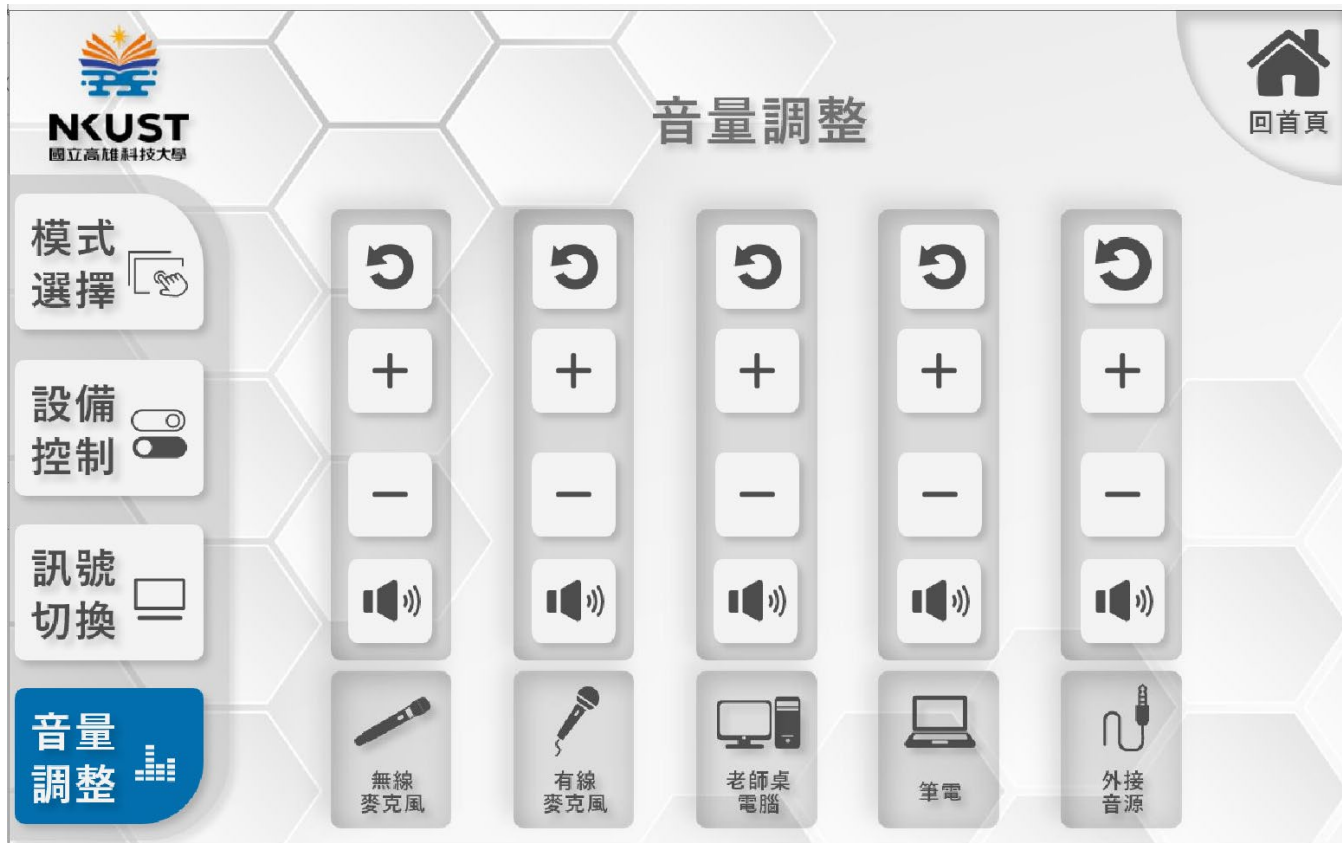 NKUST
國立高雄科技大學
音量調整
回首頁
模式
選擇
設備
控制
訊號
切換
音量
調整
無線
麥克風
有線
麥克風
老師桌
電腦
筆電
外接
音源